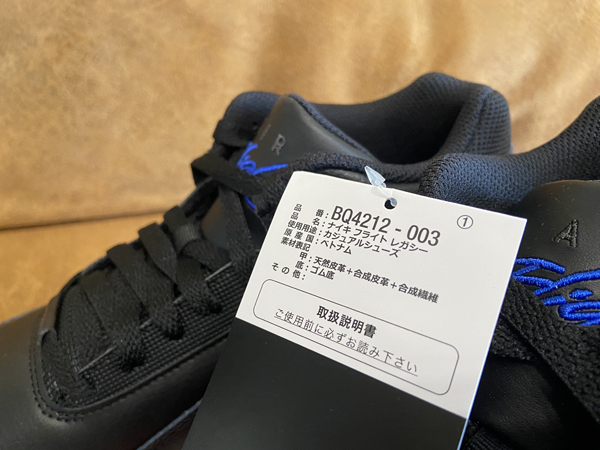 ①
品 番：BQ4212-003
品 名：ナイキ フライト レガシー
使用用途：カジュアルシューズ
原 産 国：ベトナム
素材表記
甲：天然皮革＋合成皮革＋合成繊維
底：ゴム底
そ の 他：
取扱説明書
ご使用前に必ずお読み下さい
R
A